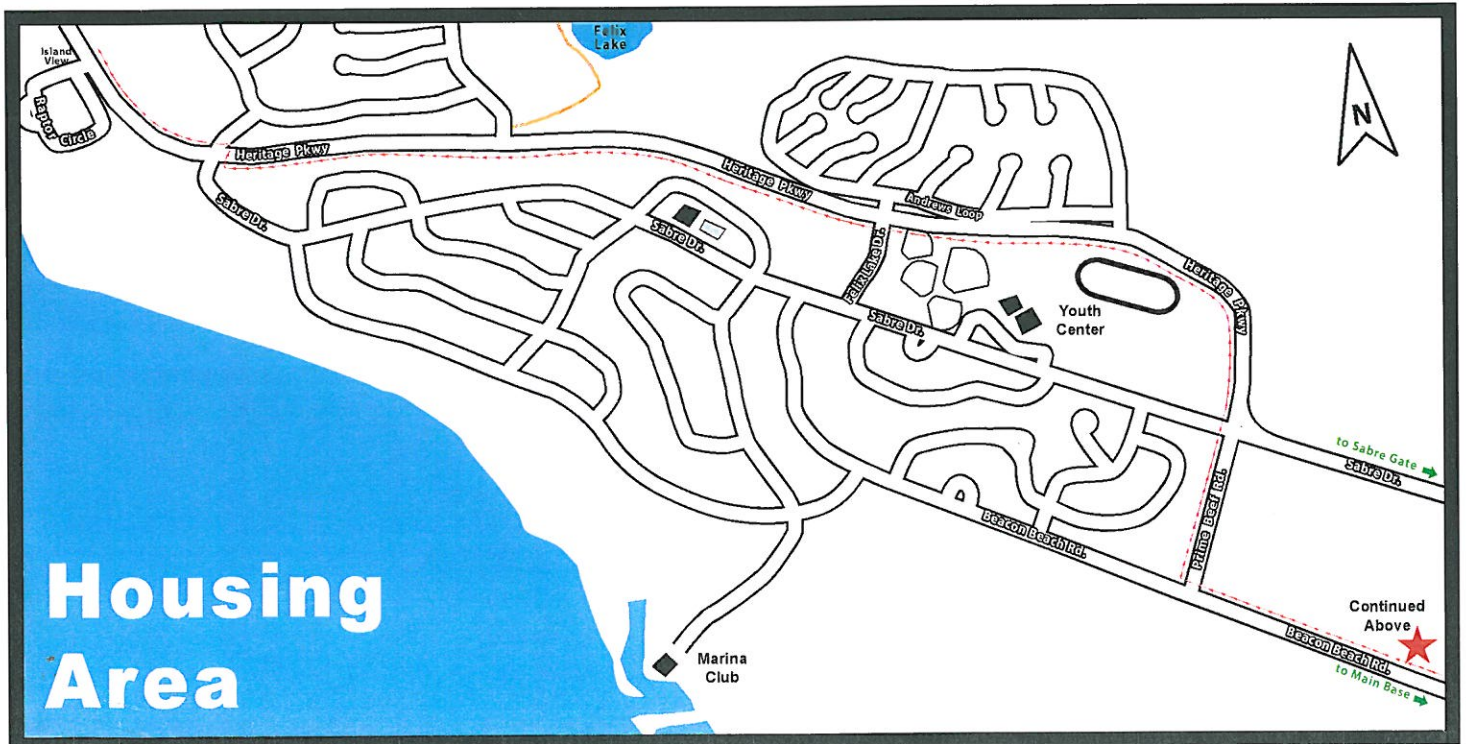 Felix
Lake
Island
View
Raptor Circle
N
Heritage Pkwy
Heritage Pkwy
Andrews Loop
Sabre Dr.
Sabre Dr.
Felix Lake Dr.
Heritage Pkwy
Youth
Center
Sabre Dr.
to Sabre Gate
Sabre Dr.
Prime Beef Rd.
Beacon Beach Rd.
Housing
Area
Continued
Above
Beacon Beach Rd.
to Main Base
Marina
Club